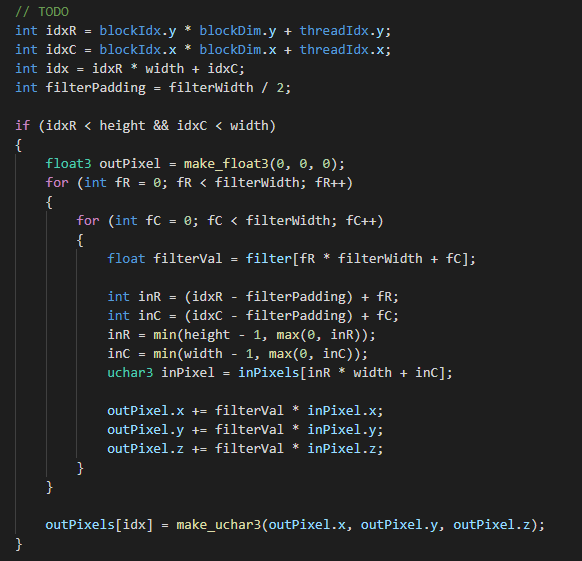 // TODO
int idxR = blockIdx.y * blockDim.y + threadIdx.y;
int idxC = blockIdx.x * blockDim.x + threadIdx.x;
int idx = idxR * width + idxC;
int filterPadding = filterWidth / 2;

if (idxR < height && idxC < width)
{
    float3 outPixel = make_float3(0, 0, 0);
    for (int fR = 0; fR < filterWidth; fR++)
    {
        for (int fC = 0; fC < filterWidth; fC++)
        {
            float filterVal = filter[fR * filterWidth + fC];

            int inR = (idxR - filterPadding) + fR;
            int inC = (idxC - filterPadding) + fC;
            inR = min(height - 1, max(0, inR));
            inC = min(width - 1, max(0, inC));
            uchar3 inPixel = inPixels[inR * width + inC];

            outPixel.x += filterVal * inPixel.x;
            outPixel.y += filterVal * inPixel.y;
            outPixel.z += filterVal * inPixel.z;
        }
    }

    outPixels[idx] = make_uchar3(outPixel.x, outPixel.y, outPixel.z);
}